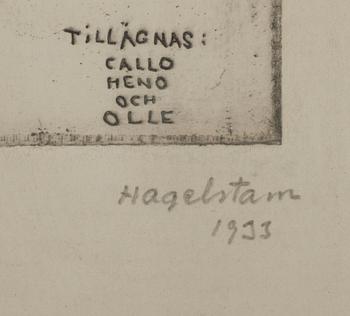 TiLLÄGNAS:
CALLO
HENO
OCH
OLLE
Hagelstam
1933